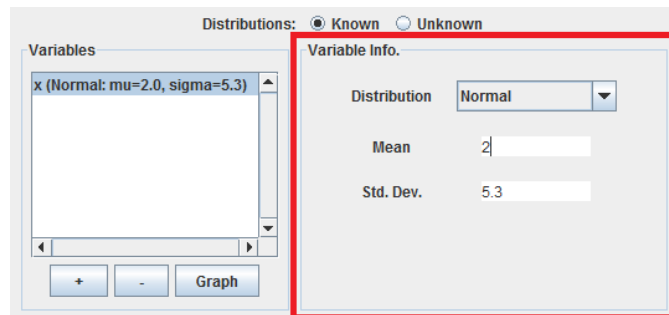 Distributions: Known Unknown
Variables
x (Normal: mu=2.0, sigma=5.3)
+ - Graph
Variable Info.
Distribution Normal
Mean 2
Std. Dev. 5.3